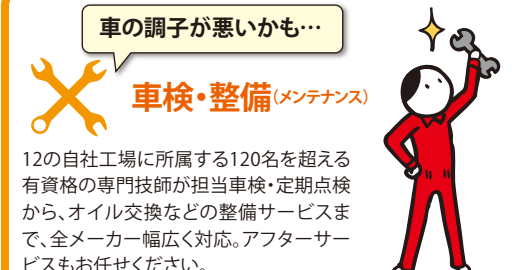 車の調子が悪いかも…
車検・整備(メンテナンス)
12の自社工場に所属する120名を超える
有資格の専門技師が担当車検・定期点検
から、オイル交換などの整備サービスま
で、全メーカー幅広く対応。アフターサー
ビスもお任せください。